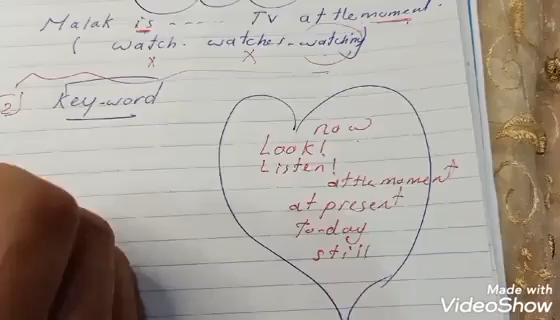 Malak is ..... TV at the moment.
( watch. watches - watching)
2) Key-word
now
Look!
Listen!
at the moment
at present
to-day
still
Made with
VideoShow